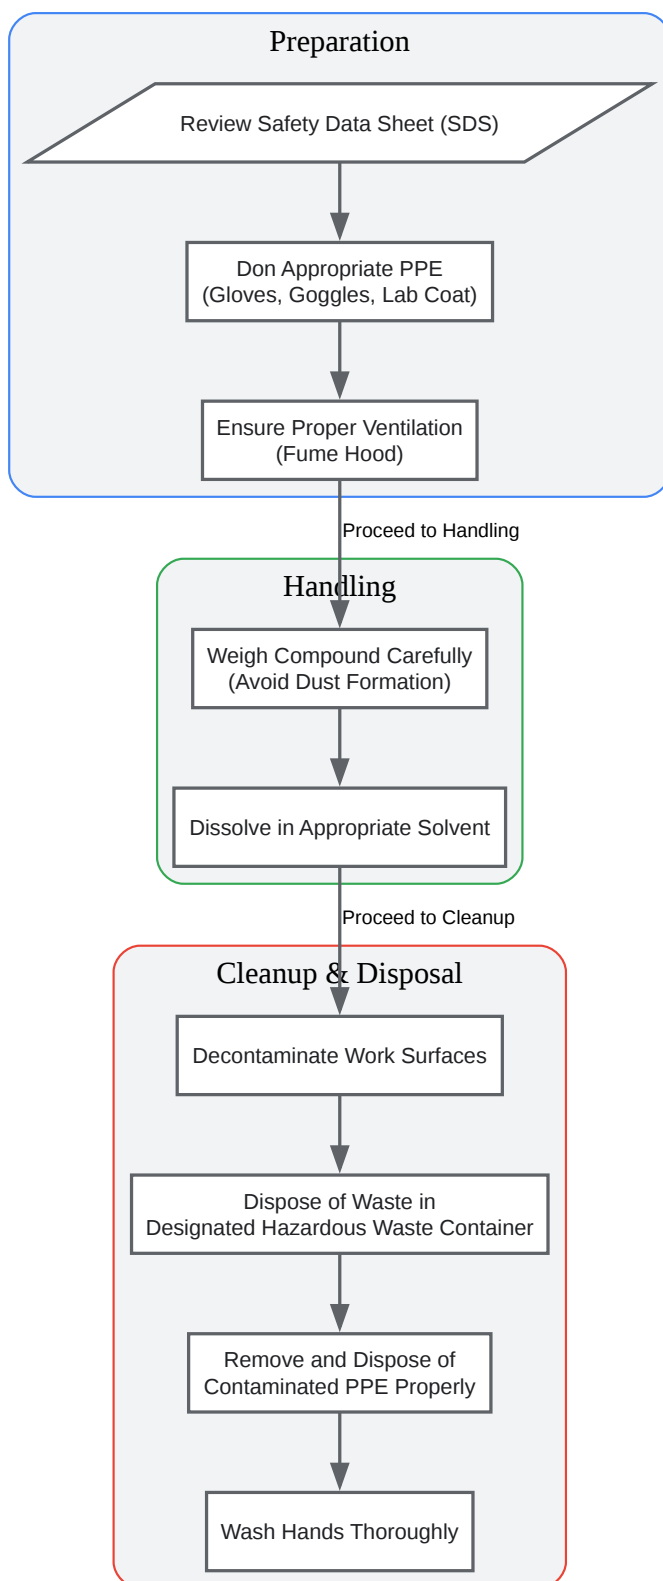 Preparation
Review Safety Data Sheet (SDS)
Don Appropriate PPE
(Gloves, Goggles, Lab Coat)
Ensure Proper Ventilation
(Fume Hood)
Proceed to Handling
Handling
Weigh Compound Carefully
(Avoid Dust Formation)
Dissolve in Appropriate Solvent
Proceed to Cleanup
Cleanup & Disposal
Decontaminate Work Surfaces
Dispose of Waste in
Designated Hazardous Waste Container
Remove and Dispose of
Contaminated PPE Properly
Wash Hands Thoroughly